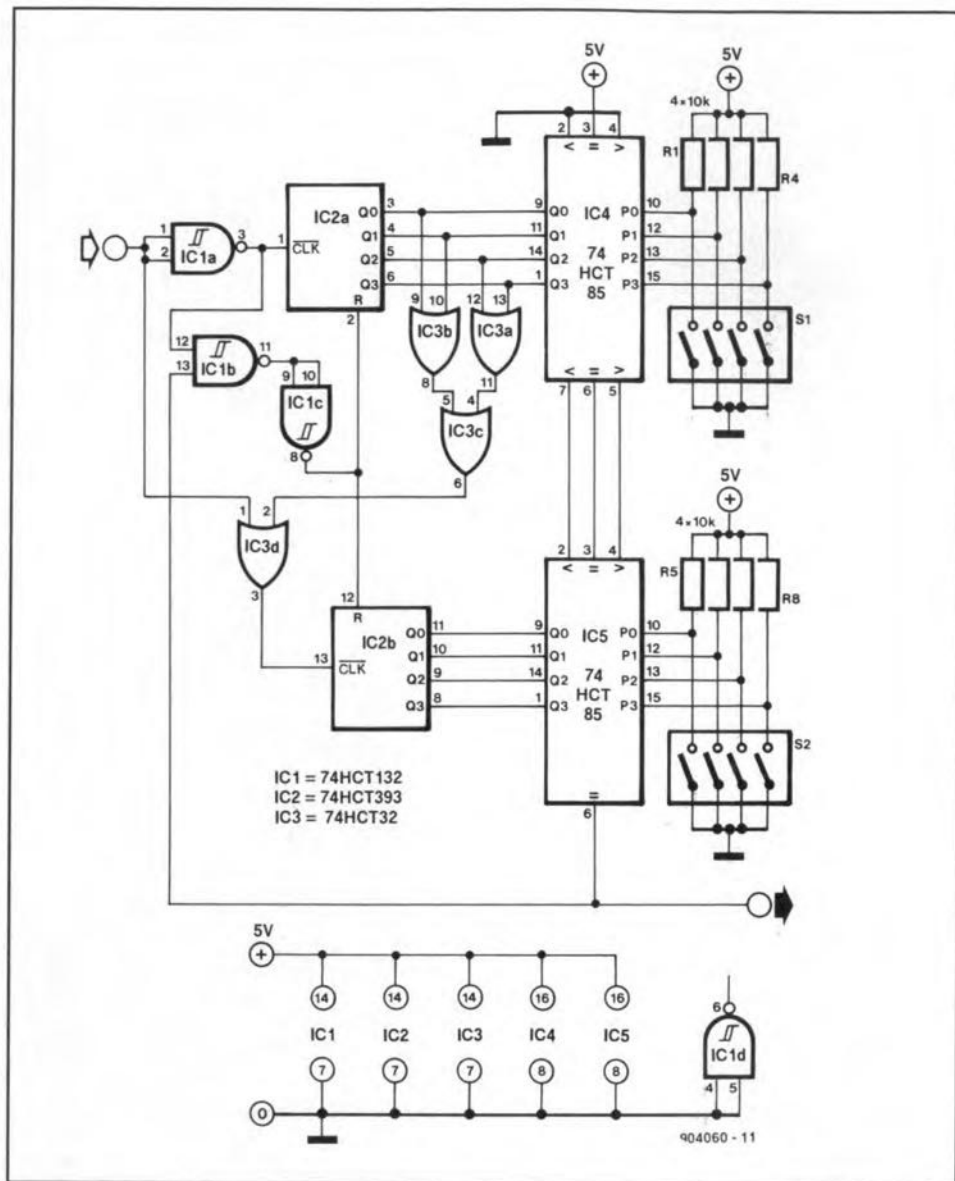 5V
5V
4×10k
2 3 4
< = >
R1
R4
IC2a
3
Q0
9
Q0
IC4
P0
10
1
2
IC1a
3
1
CLK
4
Q1
11
Q1
P1
12
5
Q2
14
Q2
74
P2
13
6
Q3
1
Q3
HCT
P3
15
R
85
2
9 10
12 13
S1
12
13
IC1b
11
IC3b
IC3a
9 10
8
11
< = >
IC1c
5 4
7 6 5
8
IC3c
6
5V
1 2
4×10k
IC3d
2 3 4
< = >
R5
R8
3
12
R
11
Q0
9
Q0
IC5
P0
10
IC2b
10
Q1
11
Q1
P1
12
13
CLK
9
Q2
14
Q2
74
P2
13
8
Q3
1
Q3
HCT
P3
15
85
S2
IC1 = 74HCT132
IC2 = 74HCT393
IC3 = 74HCT32
=
6
5V
14 14 14 16 16
6
IC1 IC2 IC3 IC4 IC5
IC1d
7 7 7 8 8
4 5
0
904060 - 11